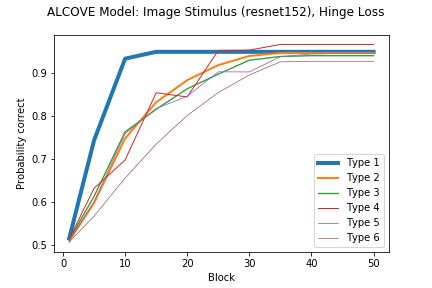 ALCOVE Model: Image Stimulus (resnet152), Hinge Loss
Probability correct
0.9
0.8
0.7
0.6
0.5
Type 1
Type 2
Type 3
Type 4
Type 5
Type 6
0 10 20 30 40 50
Block